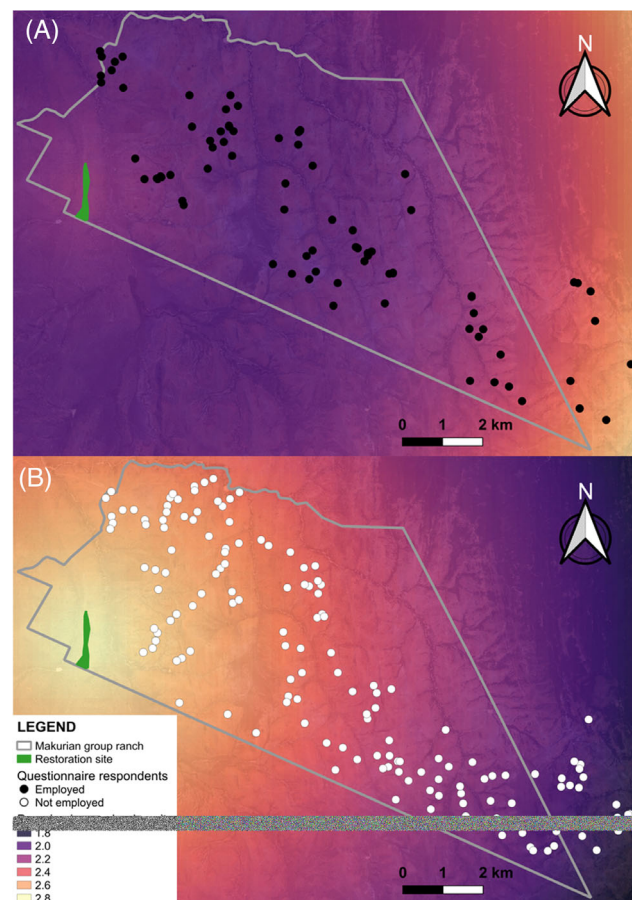 (A)
N
0 1 2 km
(B)
N
LEGEND
Makurian group ranch
Restoration site
Questionnaire respondents
Employed
Not employed
1.8
2.0
2.2
2.4
2.6
2.8
0 1 2 km